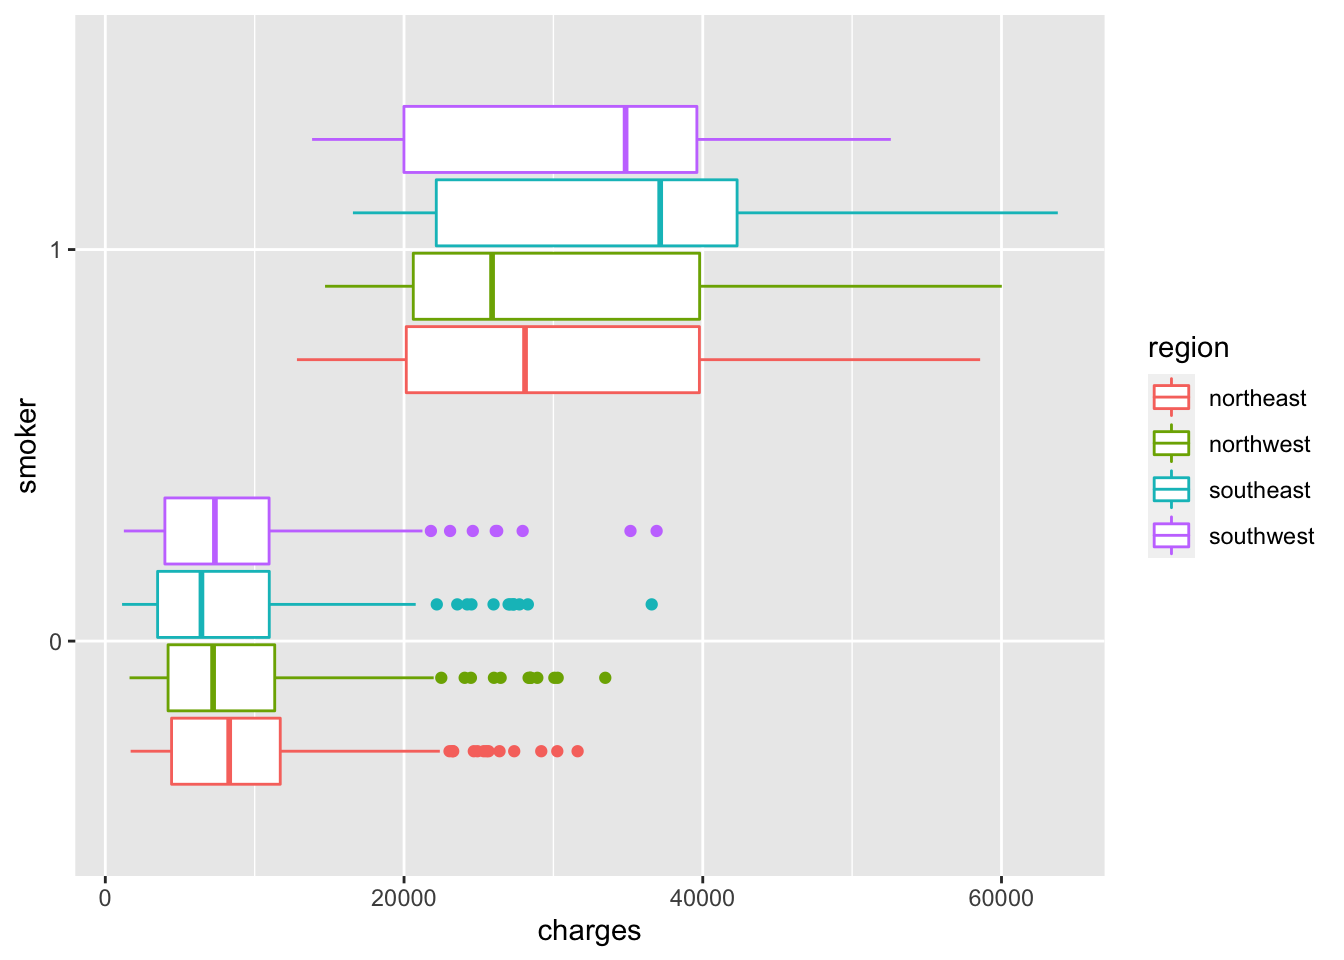 smoker
1
0
0
20000
40000
60000
charges
region
northeast
northwest
southeast
southwest